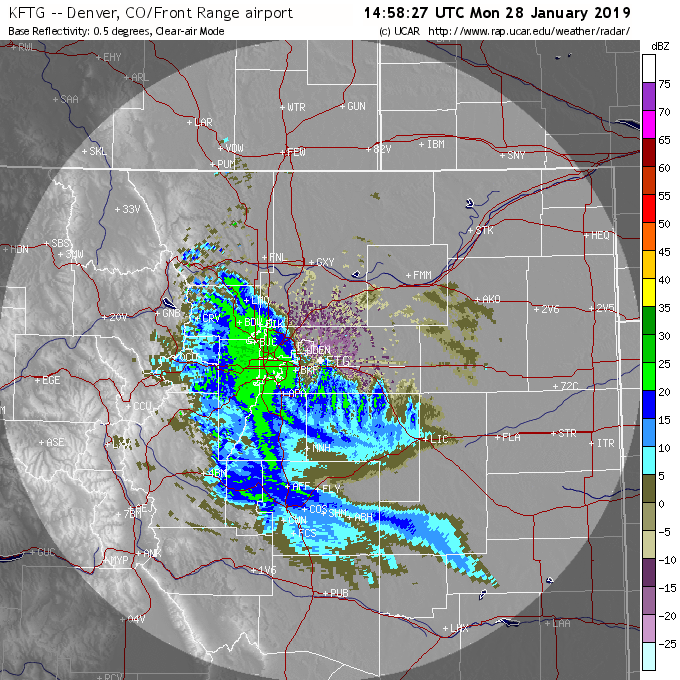 KFTG -- Denver, CO/Front Range airport 14:58:27 UTC Mon 28 January 2019
Base Reflectivity: 0.5 degrees, Clear-air Mode (c) UCAR http://www.rap.ucar.edu/weather/radar/
dBZ
+RWL
+EHY
+ARL
75
+SAA
+WTR
+GUN
70
+LAR
65
+SKL
+VDW
+FEW
+82V
+IBM
+SNY
+PUM
60
55
+33V
50
+STK
+HEQ
+SBS
+3MW
45
+FNL
+GXY
+FMM
40
+AKO
+GNB
+20V
+2V6
+2V5
35
30
DEN
FTG
25
+EGE
+72C
20
+CCU
15
+ASE
+LIC
+FLA
+STR
+ITR
10
5
+FLY
0
COS
-5
+GUC
+MYP
+ANK
-10
+1V6
-15
+PUB
+04V
+LHX
+LAA
-20
-25